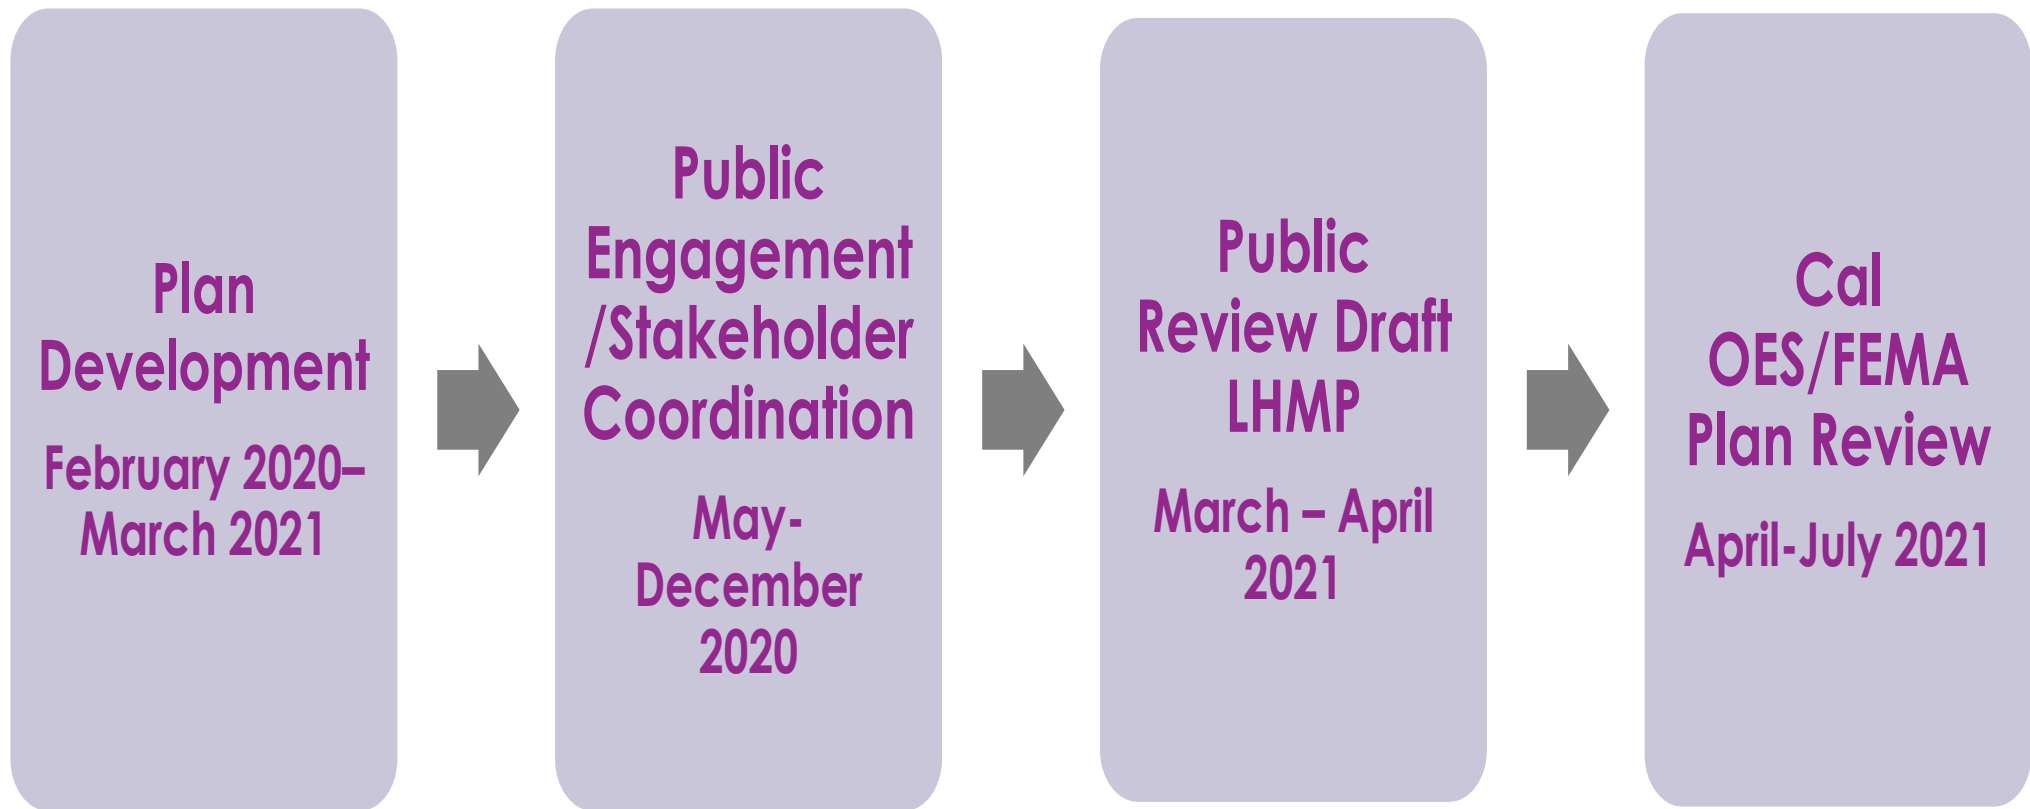 Plan
Development
February 2020–
March 2021
Public
Engagement
/Stakeholder
Coordination
May-
December
2020
Public
Review Draft
LHMP
March – April
2021
Cal
OES/FEMA
Plan Review
April-July 2021